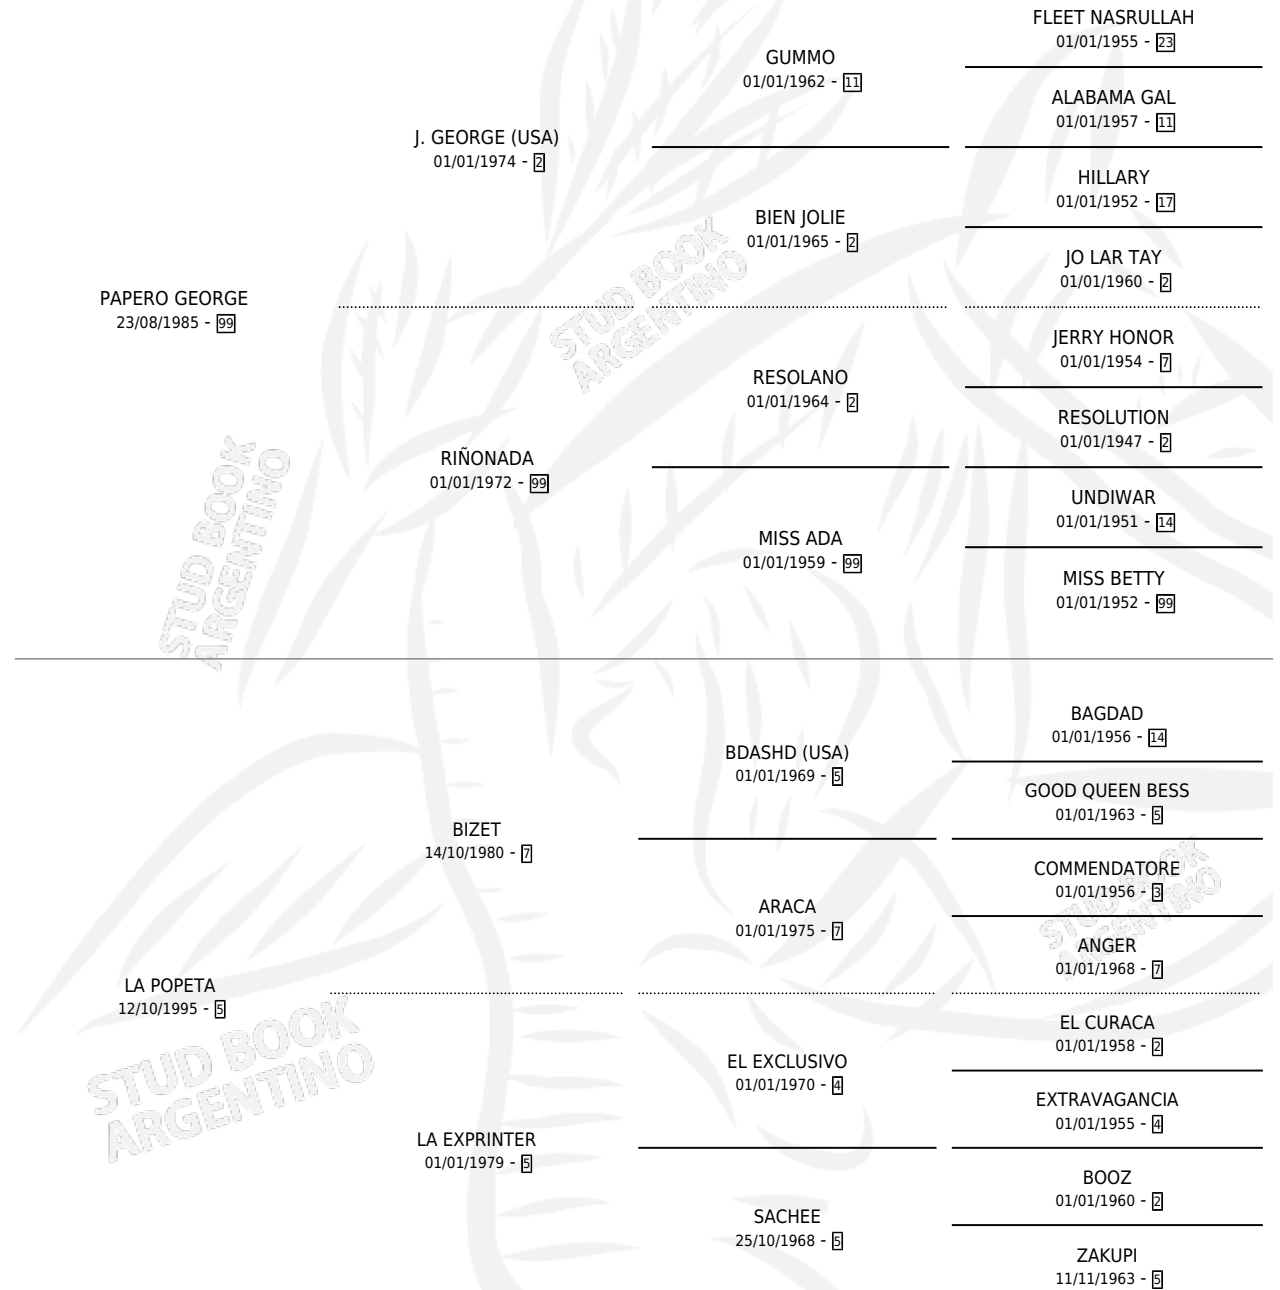 FLEET NASRULLAH
01/01/1955 - 23
GUMMO
01/01/1962 - 11
ALABAMA GAL
01/01/1957 - 11
J. GEORGE (USA)
01/01/1974 - 2
HILLARY
01/01/1952 - 17
BIEN JOLIE
01/01/1965 - 2
JO LAR TAY
01/01/1960 - 2
PAPERO GEORGE
23/08/1985 - 99
JERRY HONOR
01/01/1954 - 7
RESOLANO
01/01/1964 - 2
RESOLUTION
01/01/1947 - 2
RIÑONADA
01/01/1972 - 99
UNDIWAR
01/01/1951 - 14
MISS ADA
01/01/1959 - 99
MISS BETTY
01/01/1952 - 99
STUD BOOK
ARGENTINO
STUD BOOK
ARGENTINO
BAGDAD
01/01/1956 - 14
BDASHD (USA)
01/01/1969 - 5
GOOD QUEEN BESS
01/01/1963 - 5
BIZET
14/10/1980 - 7
COMMENDATORE
01/01/1956 - 3
ARACA
01/01/1975 - 7
ANGER
01/01/1968 - 7
LA POPETA
12/10/1995 - 5
EL CURACA
01/01/1958 - 2
EL EXCLUSIVO
01/01/1970 - 4
EXTRAVAGANCIA
01/01/1955 - 4
LA EXPRINTER
01/01/1979 - 5
BOOZ
01/01/1960 - 2
SACHEE
25/10/1968 - 5
ZAKUPI
11/11/1963 - 5
STUD BOOK
ARGENTINO
STUD BOOK
ARGENTINO